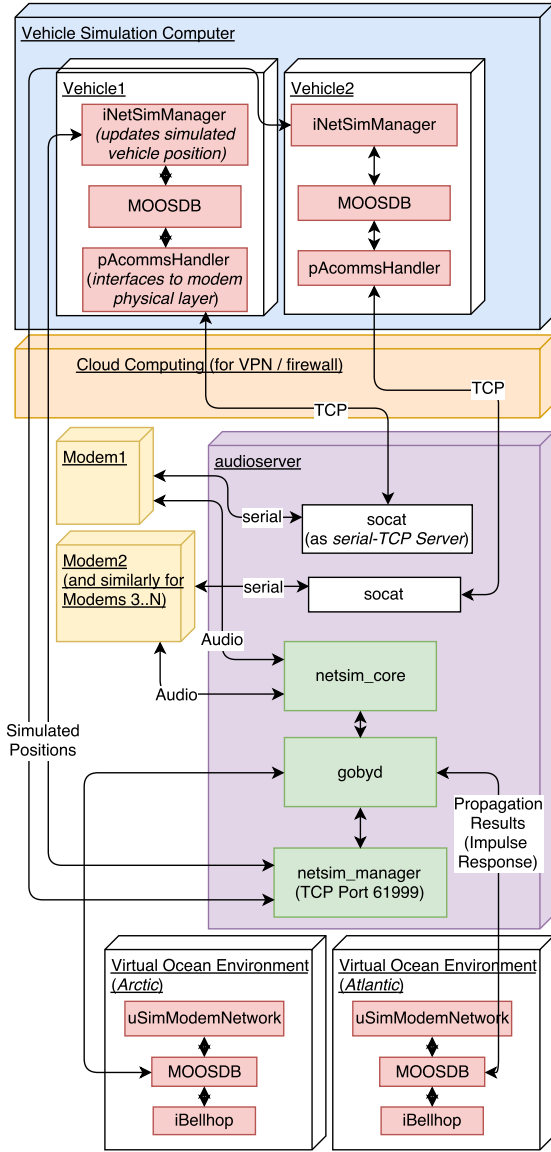 Vehicle Simulation Computer
Vehicle1
iNetSimManager
(updates simulated
vehicle position)
MOOSDB
pAcommsHandler
(interfaces to modem
physical layer)
Vehicle2
iNetSimManager
MOOSDB
pAcommsHandler
Cloud Computing (for VPN / firewall)
TCP
TCP
Modem1
audioserver
serial
socat
(as serial-TCP Server)
Modem2
(and similarly for
Modems 3..N)
serial
socat
Audio
Audio
netsim_core
Simulated
Positions
gobyd
Propagation
Results
(Impulse
Response)
netsim_manager
(TCP Port 61999)
Virtual Ocean Environment
(Arctic)
uSimModemNetwork
MOOSDB
iBellhop
Virtual Ocean Environment
(Atlantic)
uSimModemNetwork
MOOSDB
iBellhop